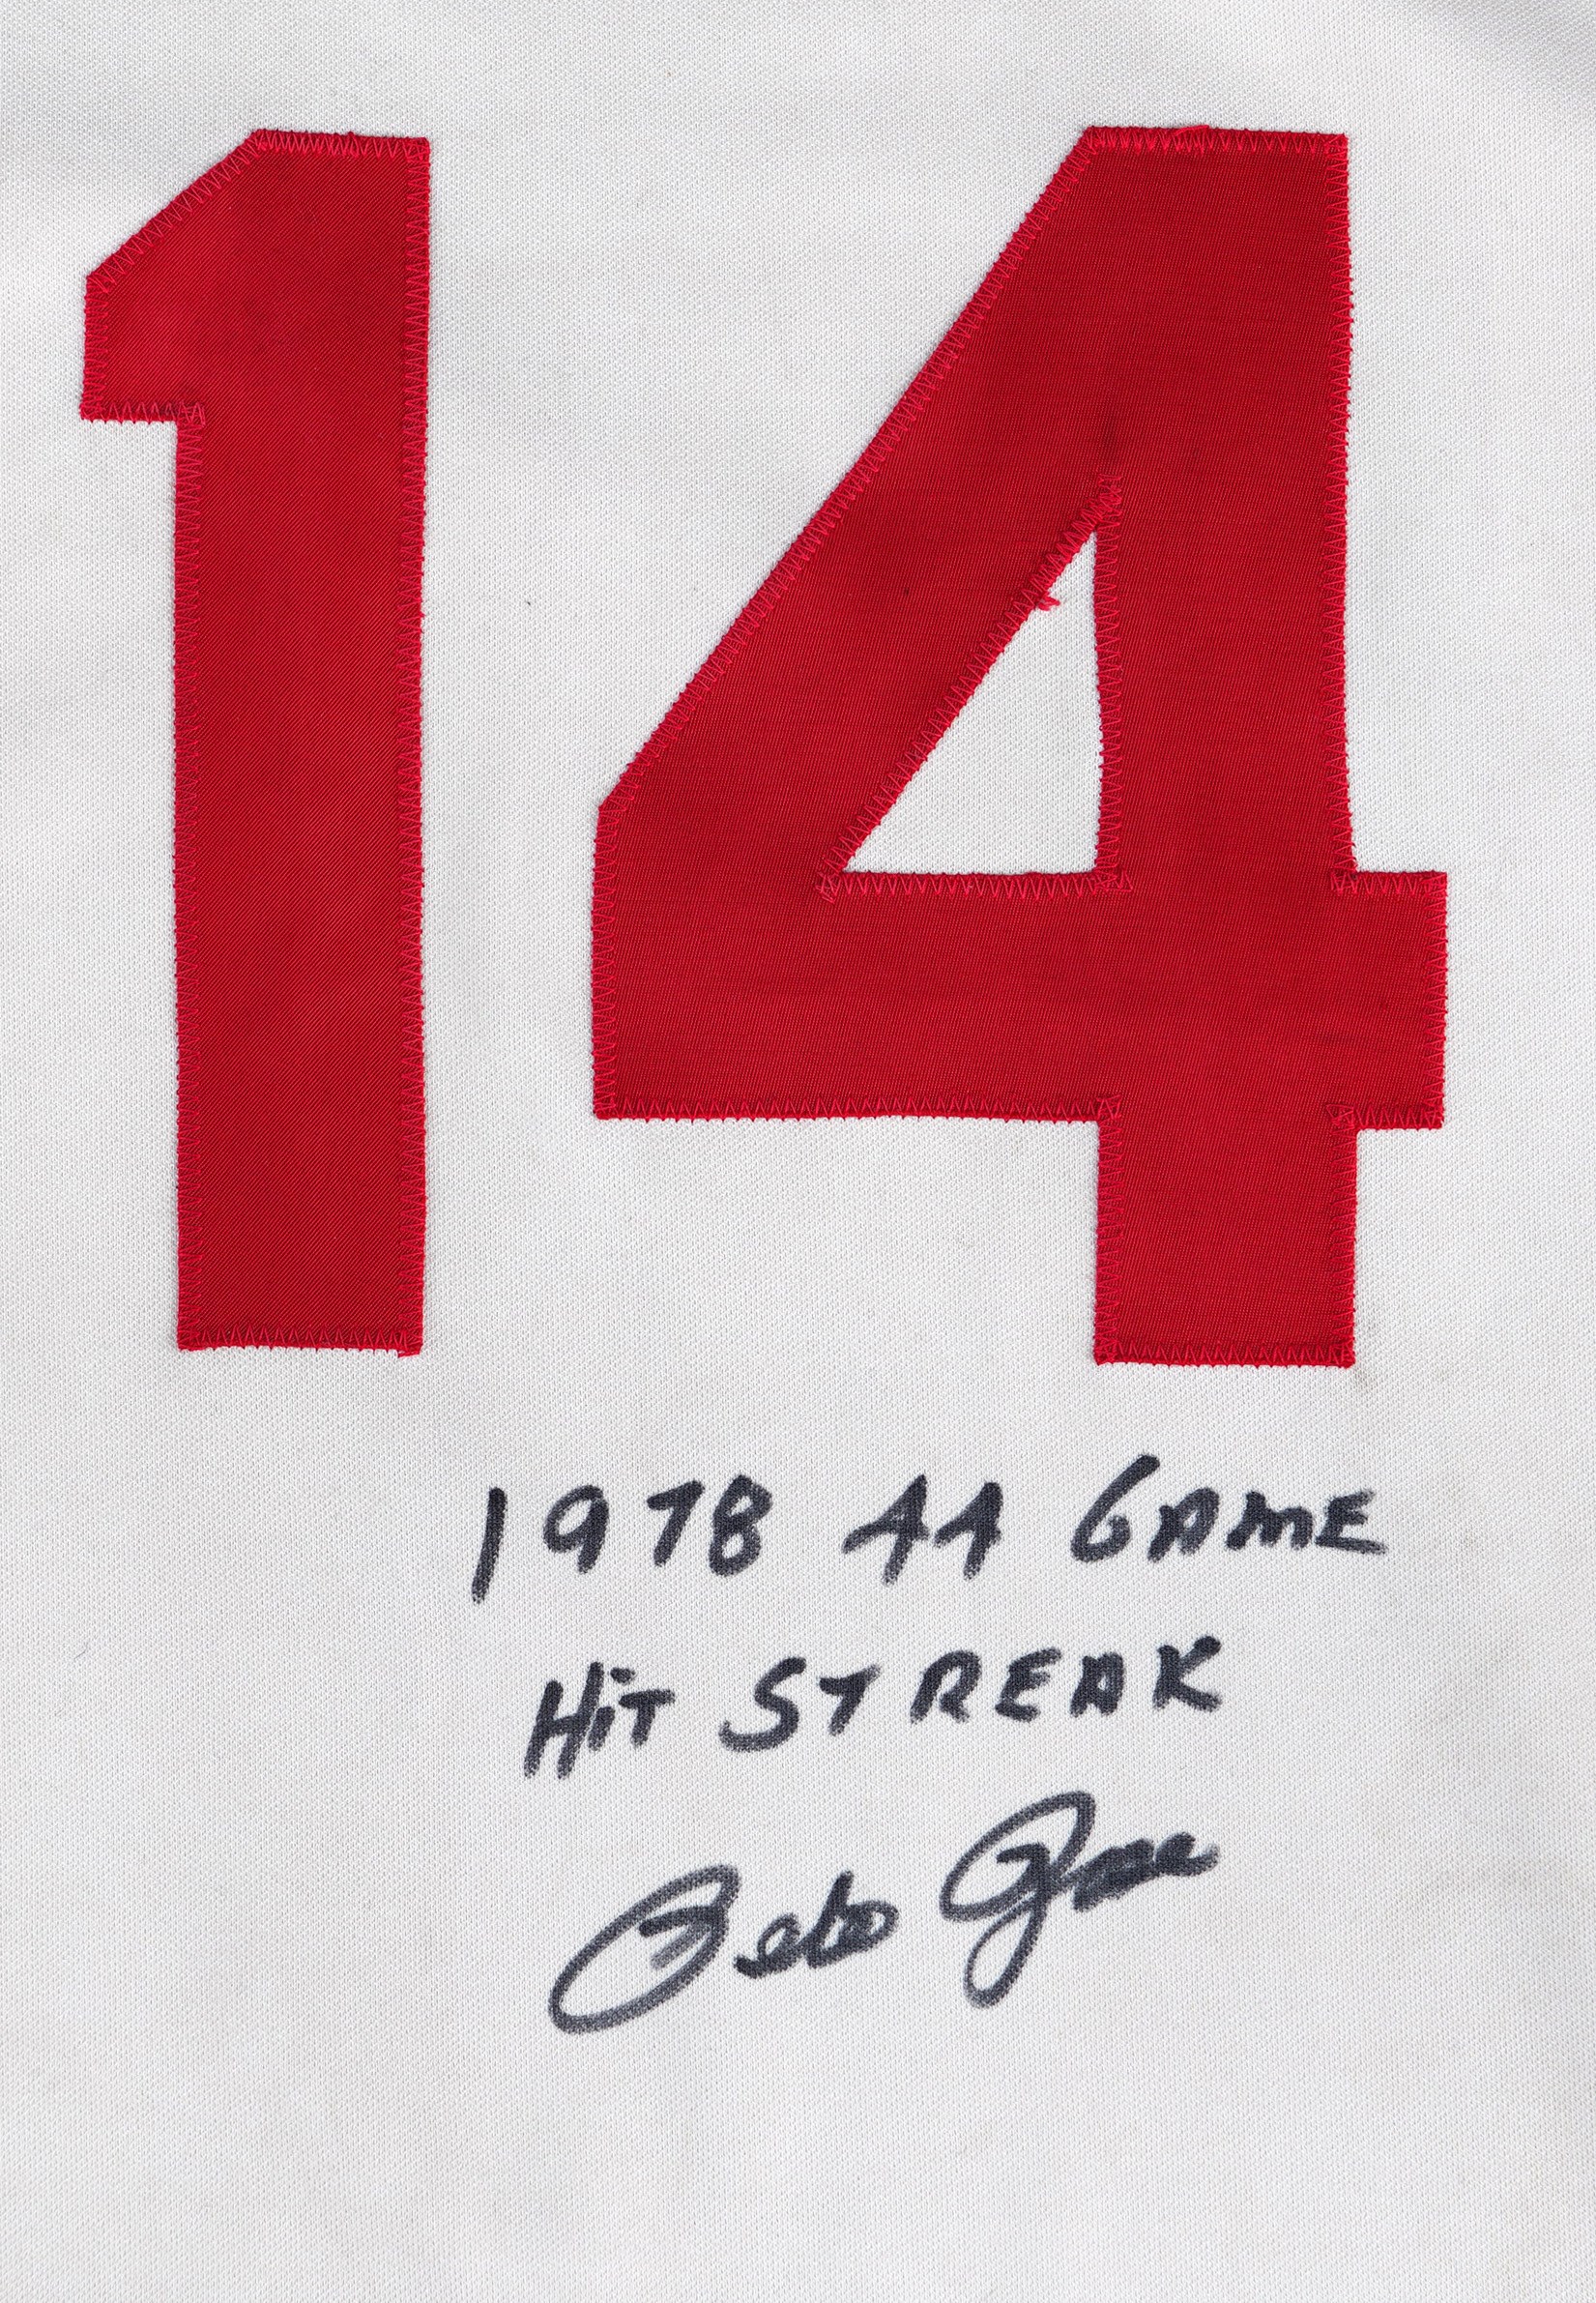 14
1978 44 GAME
HiT STREAK
Pete Rose